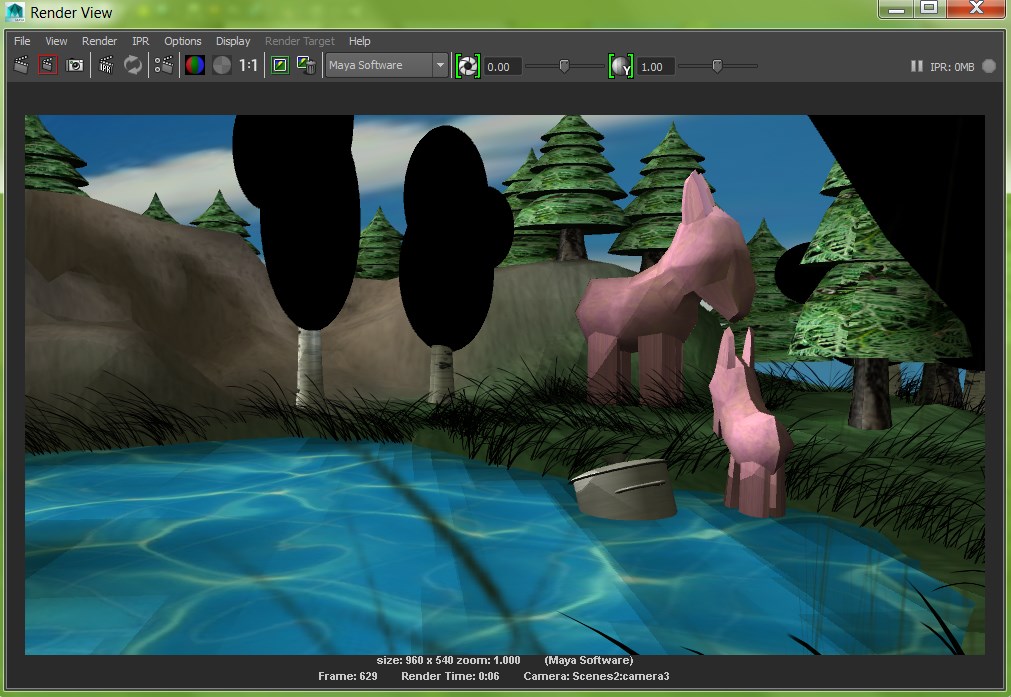 Render View
File View Render IPR Options Display Render Target Help
IPR 1:1 Maya Software 0.00 Y 1.00 IPR: 0MB
size: 960 x 540 zoom: 1.000 (Maya Software)
Frame: 629 Render Time: 0:06 Camera: Scenes2:camera3